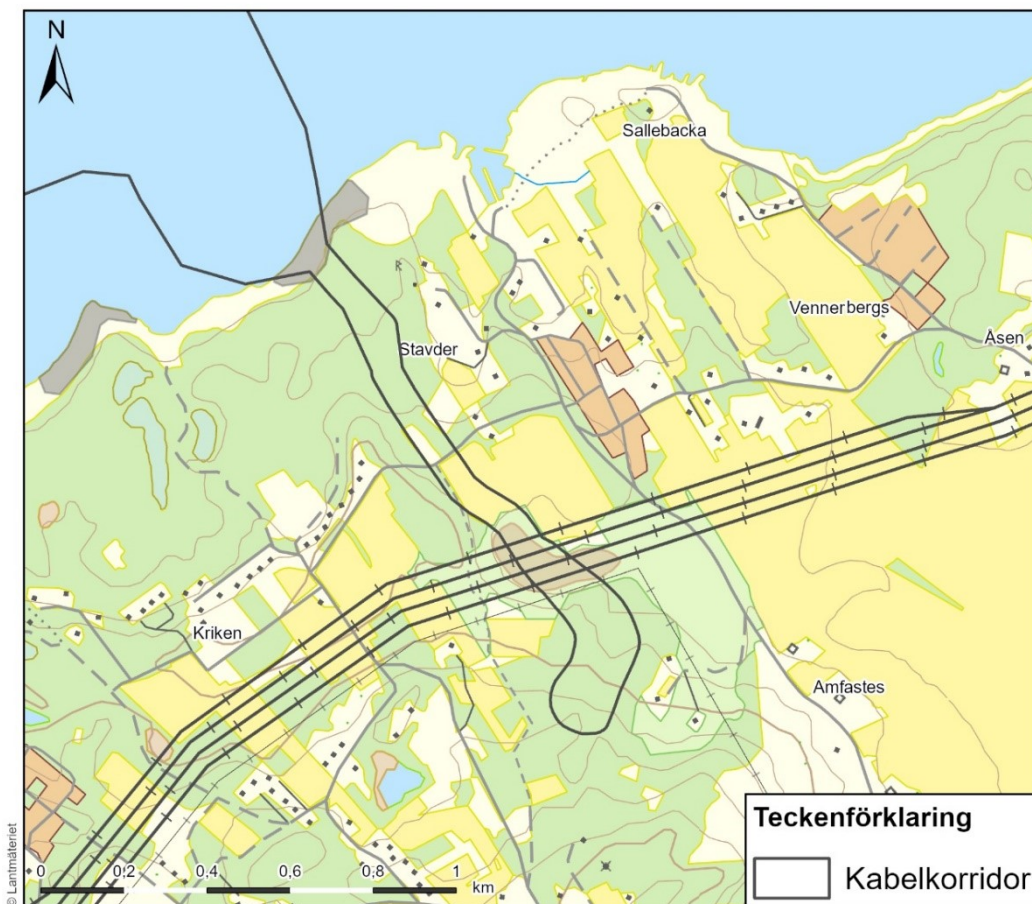 N
Sallebacka
Vennerbergs
Åsen
Stavder
R
Kriken
Amfastes
Teckenförklaring
Kabelkorridor
0 0,2 0,4 0,6 0,8 1
km
© Lantmäteriet